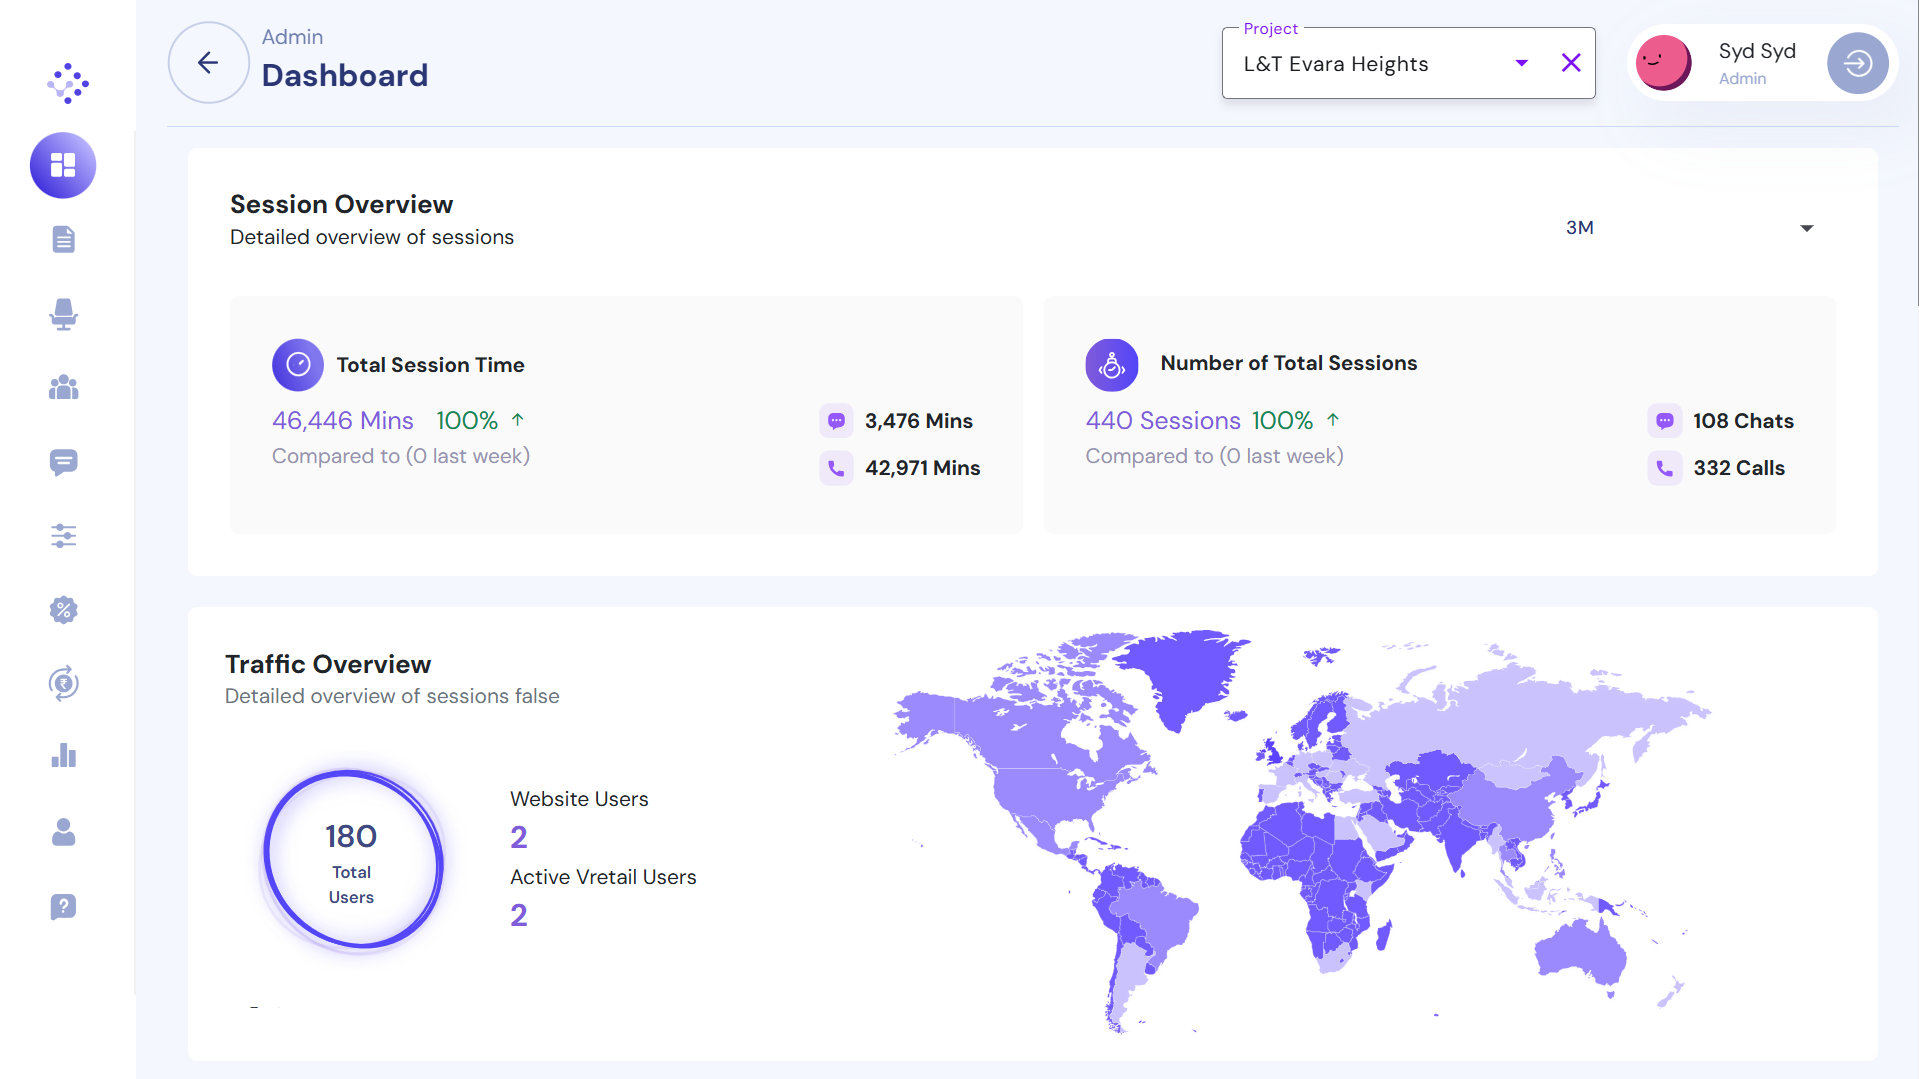 Admin
Dashboard
Project
L&T Evara Heights
Syd Syd
Admin
Session Overview
Detailed overview of sessions
3M
Total Session Time
46,446 Mins 100% ↑
Compared to (0 last week)
3,476 Mins
42,971 Mins
Number of Total Sessions
440 Sessions 100% ↑
Compared to (0 last week)
108 Chats
332 Calls
Traffic Overview
Detailed overview of sessions false
180
Total
Users
Website Users
2
Active Vretail Users
2